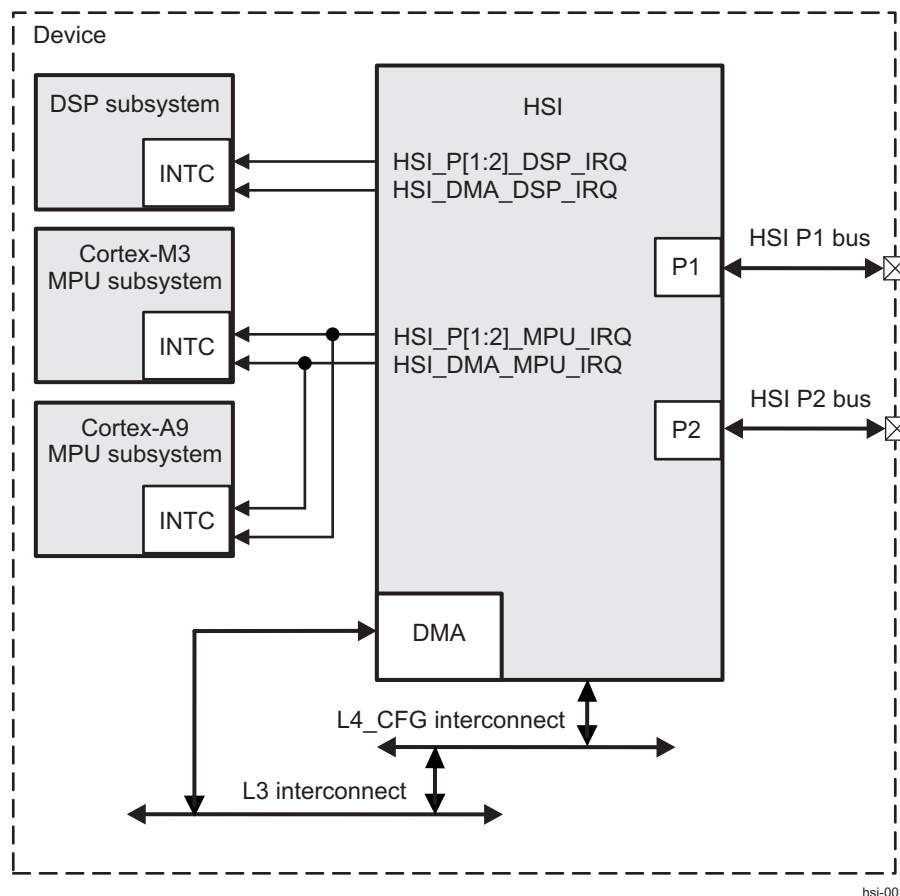 Device
DSP subsystem
INTC
Cortex-M3
MPU subsystem
INTC
Cortex-A9
MPU subsystem
INTC
HSI
HSI_P[1:2]_DSP_IRQ
HSI_DMA_DSP_IRQ
HSI_P[1:2]_MPU_IRQ
HSI_DMA_MPU_IRQ
P1
HSI P1 bus
P2
HSI P2 bus
DMA
L4_CFG interconnect
L3 interconnect
hsi-00